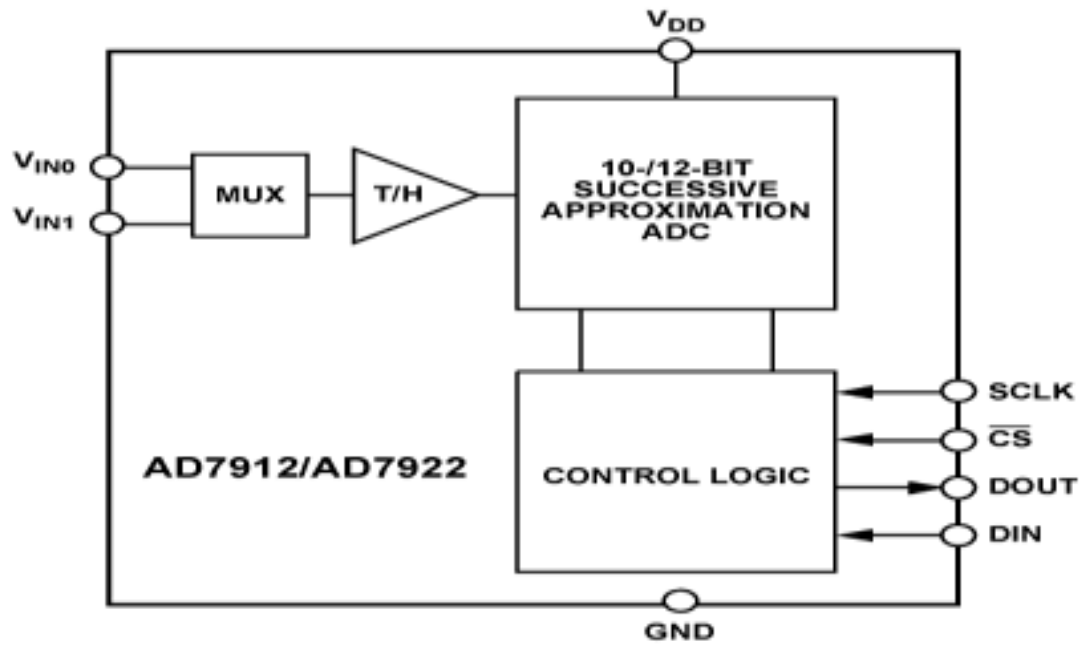 VDD
VIN0
VIN1
MUX
T/H
10-/12-BIT
SUCCESSIVE
APPROXIMATION
ADC
SCLK
CS
DOUT
DIN
CONTROL LOGIC
AD7912/AD7922
GND